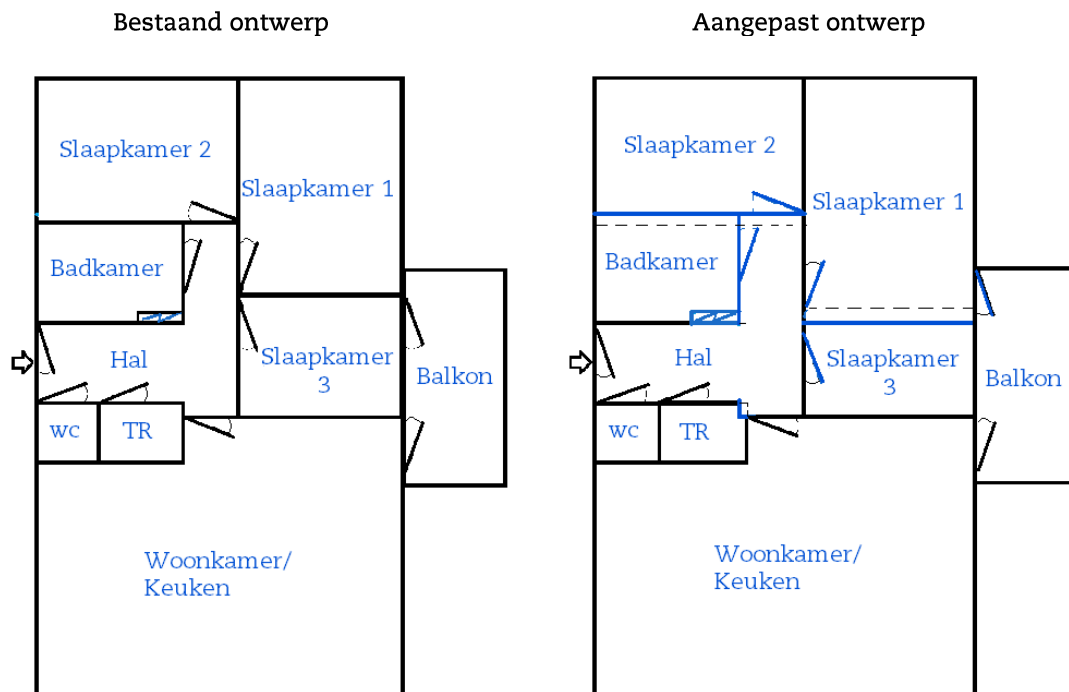 Bestaand ontwerp
Slaapkamer 2
Slaapkamer 1
Badkamer
Hal
Slaapkamer
3
Balkon
wc
TR
Woonkamer/
Keuken
Aangepast ontwerp
Slaapkamer 2
Slaapkamer 1
Badkamer
Hal
Slaapkamer
3
Balkon
wc
TR
Woonkamer/
Keuken